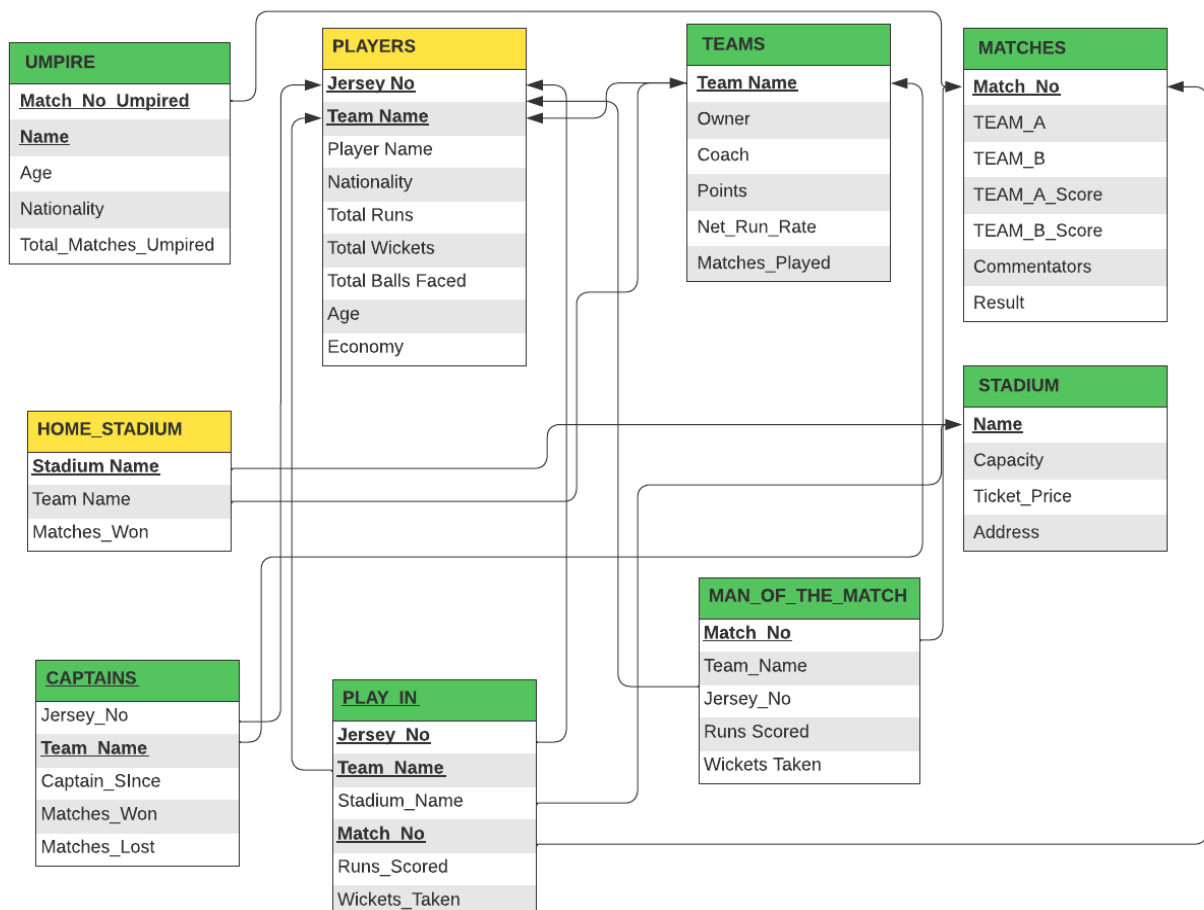 UMPIRE
Match_No_Umpired
Name
Age
Nationality
Total_Matches_Umpired
PLAYERS
Jersey No
Team Name
Player Name
Nationality
Total Runs
Total Wickets
Total Balls Faced
Age
Economy
TEAMS
Team Name
Owner
Coach
Points
Net_Run_Rate
Matches_Played
MATCHES
Match_No
TEAM_A
TEAM_B
TEAM_A_Score
TEAM_B_Score
Commentators
Result
HOME_STADIUM
Stadium Name
Team Name
Matches_Won
STADIUM
Name
Capacity
Ticket_Price
Address
CAPTAINS
Jersey_No
Team_Name
Captain_SInce
Matches_Won
Matches_Lost
PLAY_IN
Jersey_No
Team_Name
Stadium_Name
Match_No
Runs_Scored
Wickets_Taken
MAN_OF_THE_MATCH
Match_No
Team_Name
Jersey_No
Runs Scored
Wickets Taken